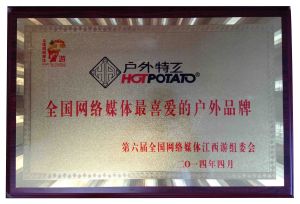 户外特工
HOTPOTATO
全国网络媒体最喜爱的户外品牌
第六届全国网络媒体江西游组委会
二〇一四年四月